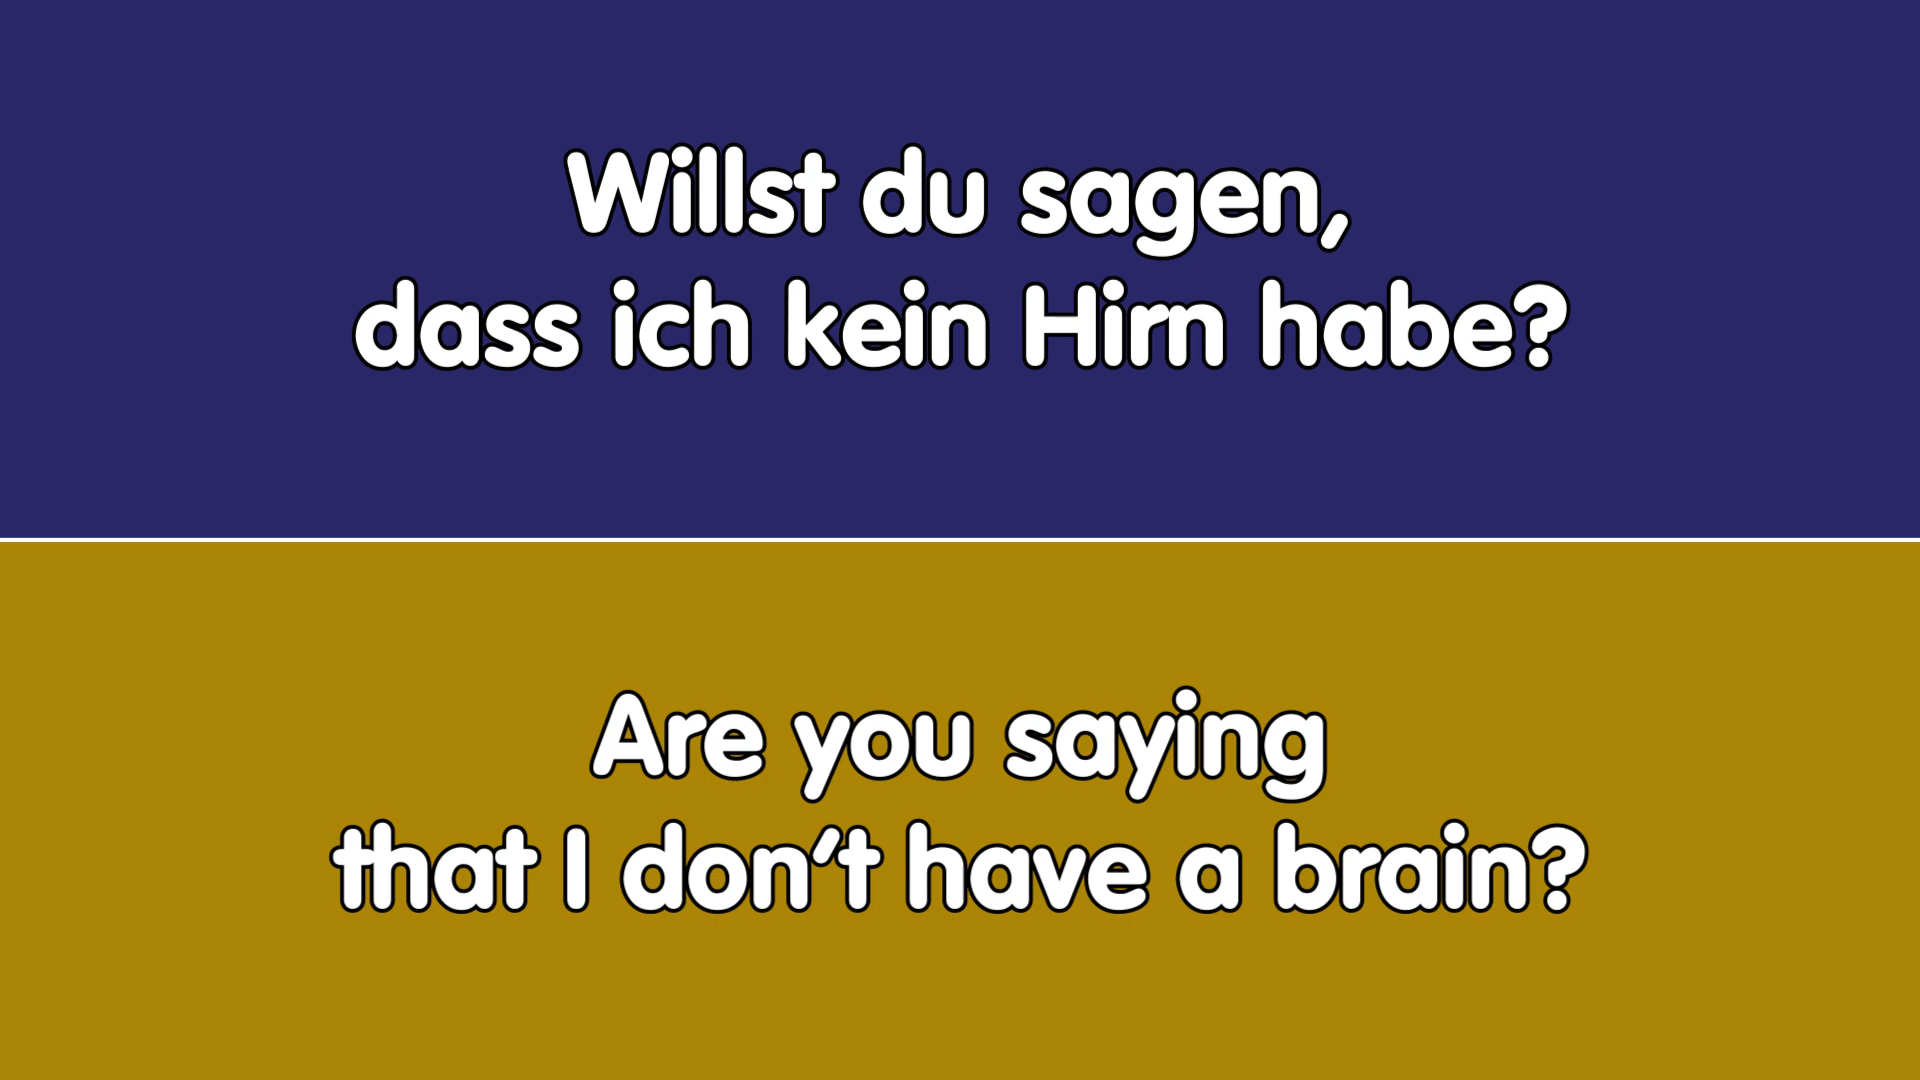 Willst du sagen,
dass ich kein Hirn habe?
Are you saying
that I don't have a brain?